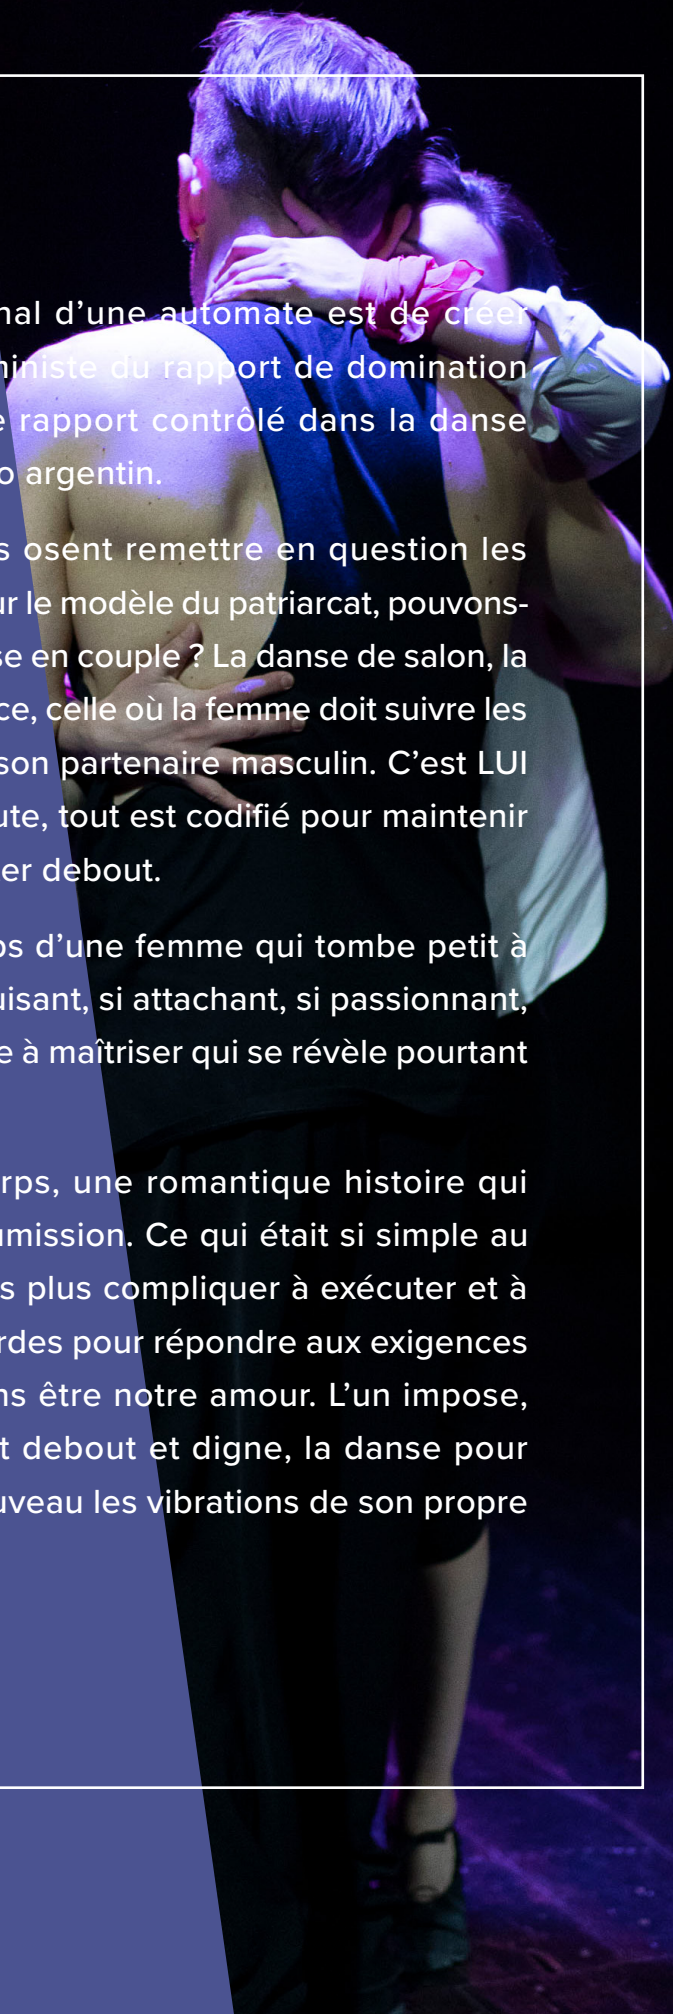 nal d’une automate est de créer
niniste du rapport de domination
e rapport contrôlé dans la danse
o argentin.
s osent remettre en question les
ur le modèle du patriarcat, pouvons-
se en couple ? La danse de salon, la
ce, celle où la femme doit suivre les
son partenaire masculin. C’est LUI
ute, tout est codifié pour maintenir
er debout.
ps d’une femme qui tombe petit à
uisant, si attachant, si passionnant,
e à maîtriser qui se révèle pourtant
rps, une romantique histoire qui
umission. Ce qui était si simple au
s plus compliquer à exécuter et à
rdes pour répondre aux exigences
ns être notre amour. L’un impose,
t debout et digne, la danse pour
uveau les vibrations de son propre